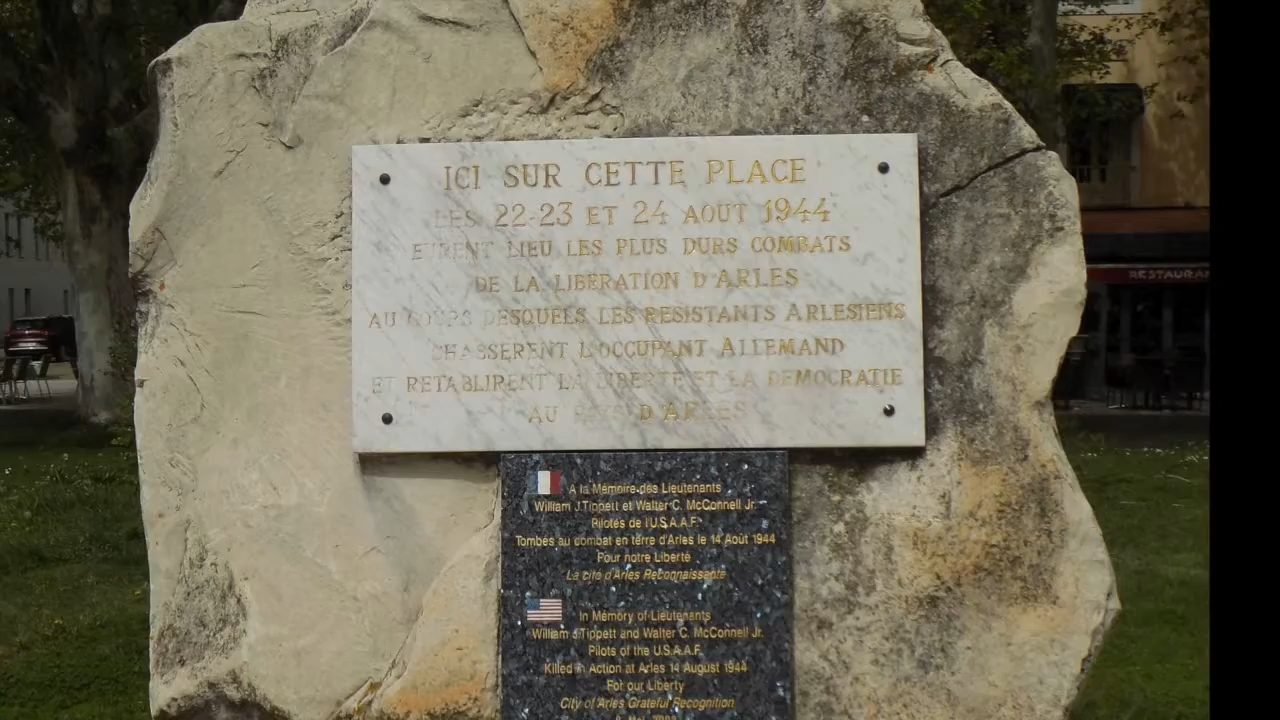 ICI SUR CETTE PLACE
LES 22-23 ET 24 AOUT 1944
EURENT LIEU LES PLUS DURS COMBATS
DE LA LIBERATION D'ARLES
AU COURS DESQUELS LES RESISTANTS ARLESIENS
CHASSERENT L'OCCUPANT ALLEMAND
ET RETABLIRENT LA LIBERTE ET LA DEMOCRATIE
AU PAYS D'ARLES
A la Mémoire des Lieutenants
William J.Tippett et Walter C. McConnell Jr.
Pilotes de l'U.S.A.A.F.
Tombés au combat en terre d'Arles le 14 Août 1944
Pour notre Liberté
La cité d'Arles Reconnaissante
In Memory of Lieutenants
William J.Tippett and Walter C. McConnell Jr.
Pilots of the U.S.A.A.F.
Killed in Action at Arles 14 August 1944
For our Liberty
City of Arles Grateful Recognition
RESTAURAN